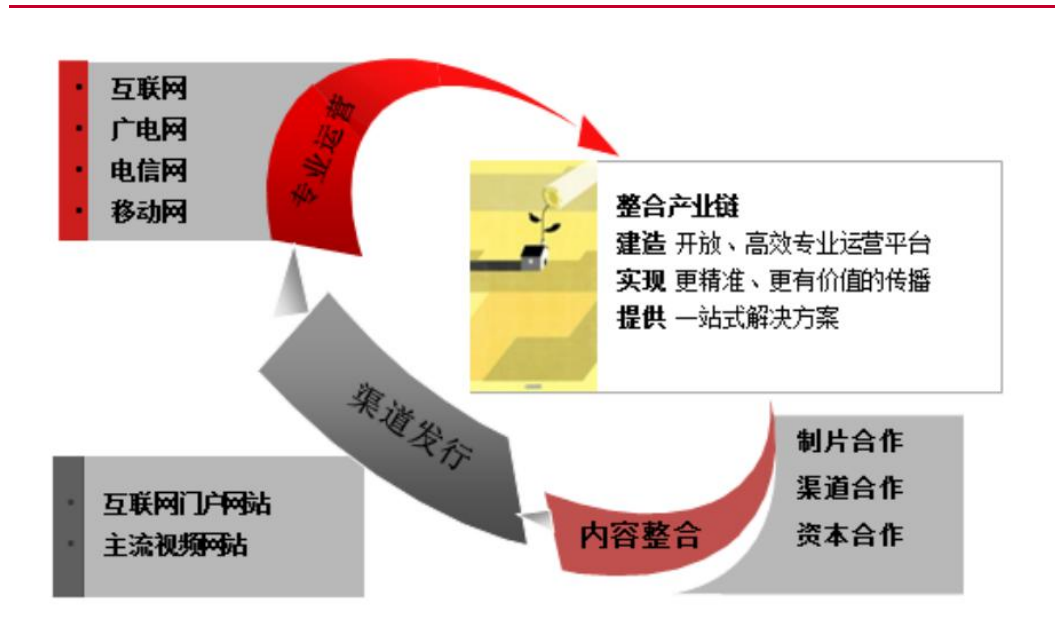 互联网
广电网
电信网
移动网
专业运营
整合产业链
建造 开放、高效专业运营平台
实现 更精准、更有价值的传播
提供 一站式解决方案
渠道发行
互联网门户网站
主流视频网站
内容整合
制片合作
渠道合作
资本合作